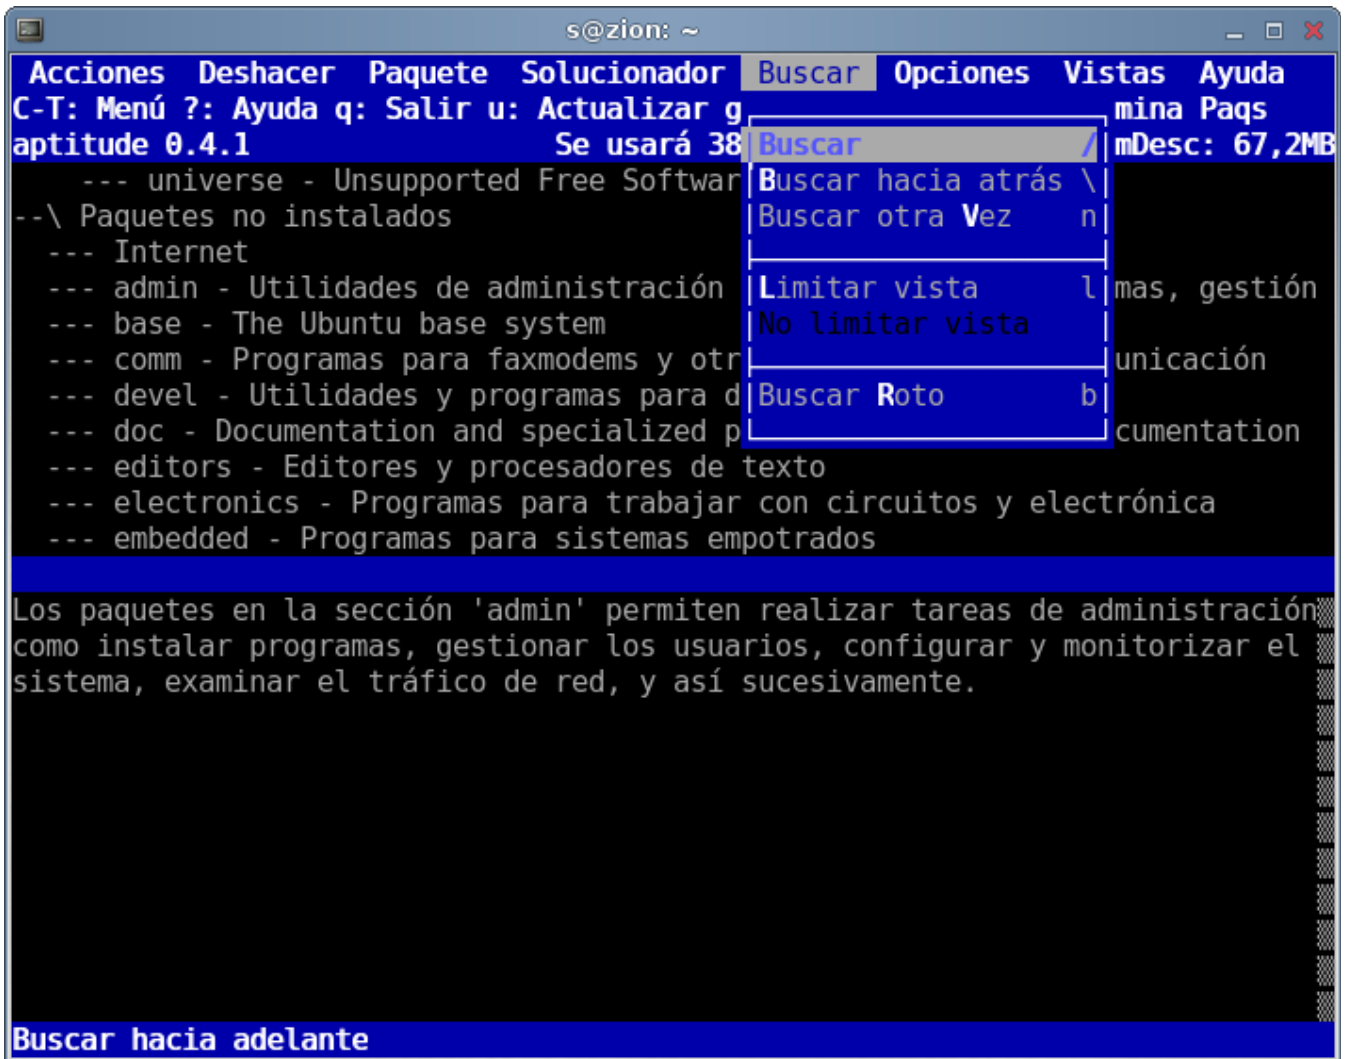 s@zion: ~
Acciones Deshacer Paquete Solucionador Buscar Opciones Vistas Ayuda
C-T: Menú ?: Ayuda q: Salir u: Actualizar g mina Paqs
aptitude 0.4.1 Se usará 38 mDesc: 67,2MB
Buscar /
Buscar hacia atrás \
Buscar otra Vez n
Limitar vista l
No limitar vista
Buscar Roto b
--- universe - Unsupported Free Softwar
--\ Paquetes no instalados
--- Internet
--- admin - Utilidades de administración mas, gestión
--- base - The Ubuntu base system
--- comm - Programas para faxmodems y otr unicación
--- devel - Utilidades y programas para d
--- doc - Documentation and specialized p cumentation
--- editors - Editores y procesadores de texto
--- electronics - Programas para trabajar con circuitos y electrónica
--- embedded - Programas para sistemas empotrados
Los paquetes en la sección 'admin' permiten realizar tareas de administración
como instalar programas, gestionar los usuarios, configurar y monitorizar el
sistema, examinar el tráfico de red, y así sucesivamente.
Buscar hacia adelante